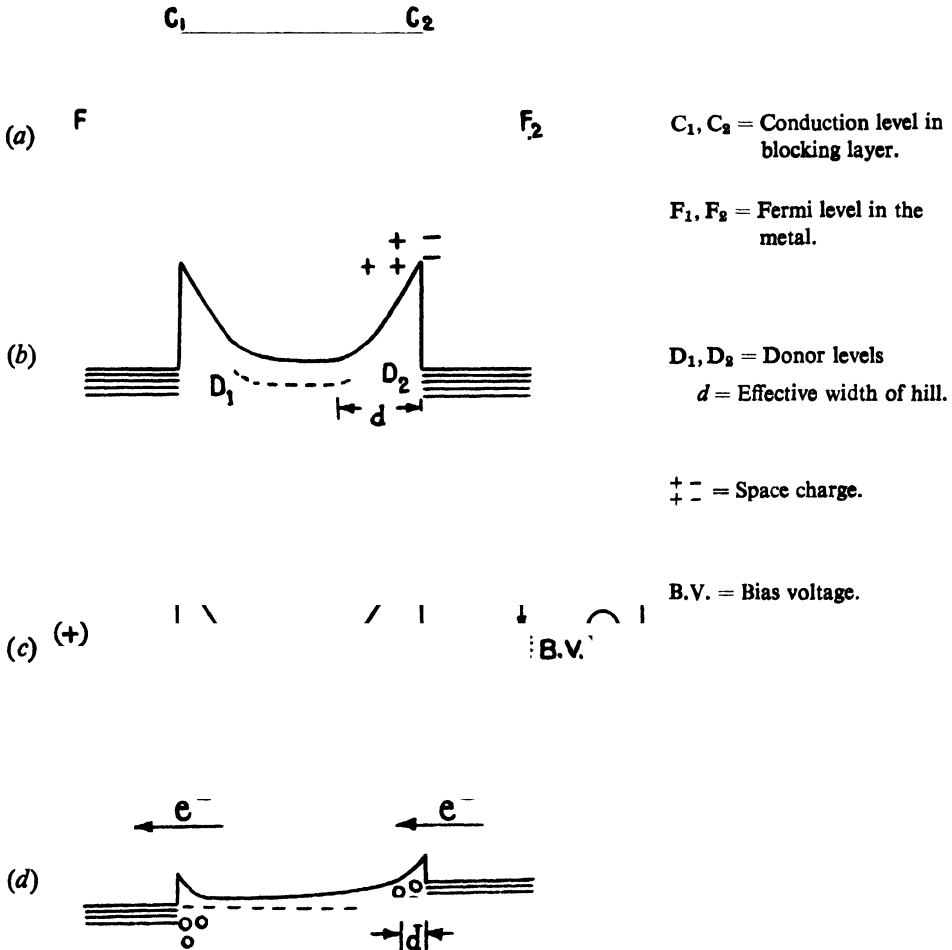 C₁ C₂
(a) F F₂
C₁, C₂ = Conduction level in
blocking layer.
F₁, F₂ = Fermi level in the
metal.
+ −
+ + −
(b)
D₁ D₂
d
D₁, D₂ = Donor levels
d = Effective width of hill.
+ −
+ − = Space charge.
B.V. = Bias voltage.
(c) (+) B.V.
e⁻ e⁻
(d)
d